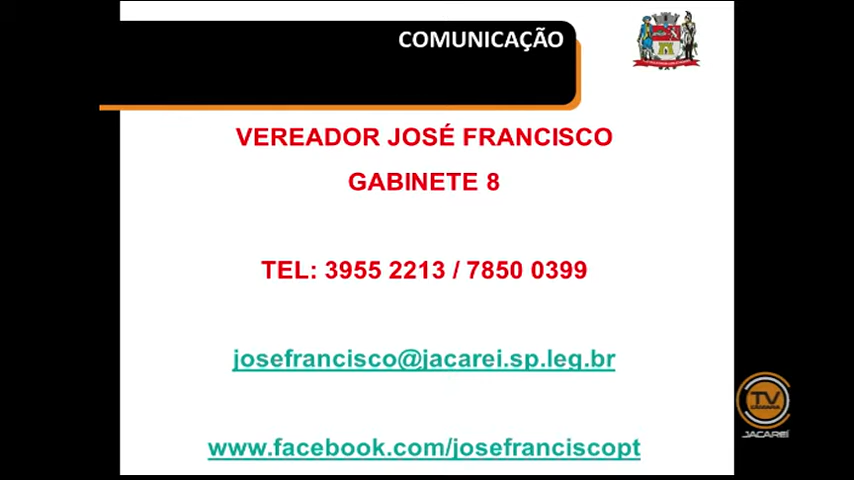 COMUNICAÇÃO
VEREADOR JOSÉ FRANCISCO
GABINETE 8
TEL: 3955 2213 / 7850 0399
josefrancisco@jacarei.sp.leg.br
www.facebook.com/josefranciscopt
TV
JACAREÍ